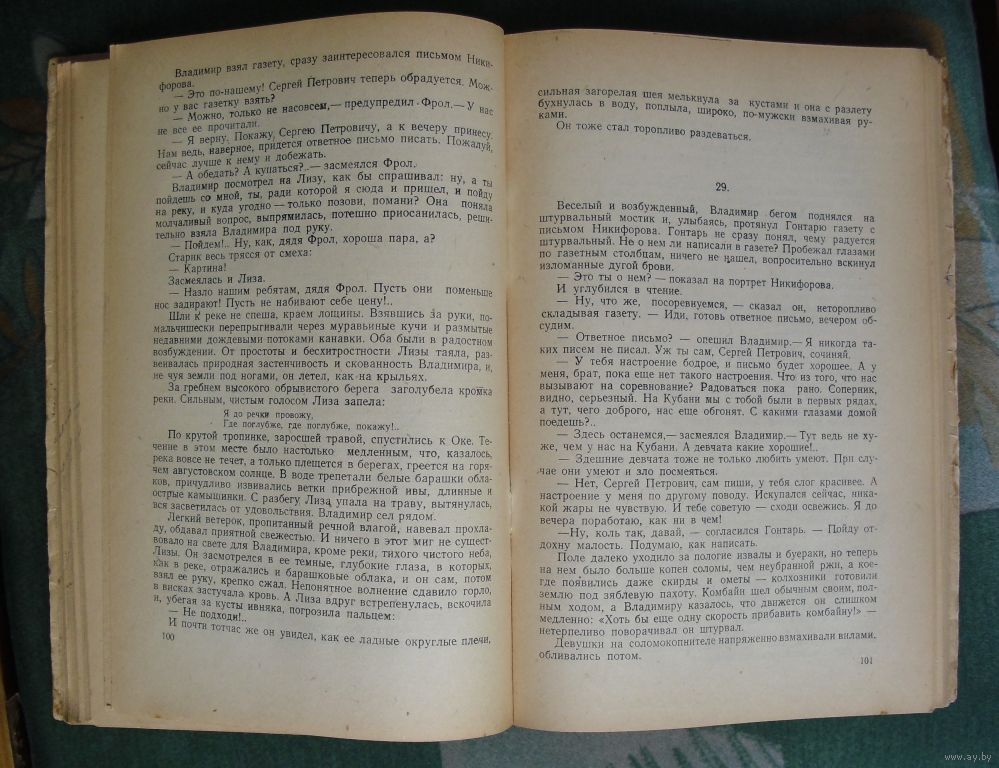 Владимир взял газету, сразу заинтересовался письмом Ники-
форова.
— Это по-нашему! Сергей Петрович теперь обрадуется. Мож-
но у вас газетку взять?
— Можно, только не насовсем,— предупредил Фрол.— У нас
не все ее прочитали.
— Я верну. Покажу Сергею Петровичу, а к вечеру принесу.
Нам ведь, наверное, придется ответное письмо писать. Пожалуй,
сейчас лучше к нему и добежать.
— А обедать? А купаться?..— засмеялся Фрол.
Владимир посмотрел на Лизу, как бы спрашивал: ну, а ты
пойдешь со мной, ты, ради которой я сюда и пришел, и пойду
на реку, и куда угодно — только позови, помани? Она поняла
молчаливый вопрос, выпрямилась, потешно приосанилась, реши-
тельно взяла Владимира под руку.
— Пойдем!.. Ну, как, дядя Фрол, хороша пара, а?
Старик весь трясся от смеха:
— Картина!
Засмеялась и Лиза.
— Назло нашим ребятам, дядя Фрол. Пусть они поменьше
нос задирают! Пусть не набивают себе цену!..
Шли к реке не спеша, краем лощины. Взявшись за руки, по-
мальчишески перепрыгивали через муравьиные кучи и размытые
недавними дождевыми потоками канавки. Оба были в радостном
возбуждении. От простоты и бесхитростности Лизы таяла, раз-
веивалась природная застенчивость и скованность Владимира, и,
не чуя земли под ногами, он летел, как на крыльях.
За гребнем высокого обрывистого берега заголубела кромка
реки. Сильным, чистым голосом Лиза запела:
Я до речки провожу,
Где поглубже, где поглубже, покажу!..
По крутой тропинке, заросшей травой, спустились к Оке. Те-
чение в этом месте было настолько медленным, что, казалось,
река вовсе не течет, а только плещется в берегах, греется на горя-
чем августовском солнце. В воде трепетали белые барашки обла-
ков, причудливо извивались ветки прибрежной ивы, длинные и
острые камышинки. С разбегу Лиза упала на траву, вытянулась,
вся засветилась от удовольствия. Владимир сел рядом.
Легкий ветерок, пропитанный речной влагой, навевал прохла-
ду, обдавал приятной свежестью. И ничего в этот миг не сущест-
вовало на свете для Владимира, кроме реки, тихого чистого неба,
Лизы. Он засмотрелся в ее темные, глубокие глаза, в которых,
как в реке, отражались и барашковые облака, и он сам, потом
взял ее руку, крепко сжал. Непонятное волнение сдавило горло,
в висках застучала кровь. А Лиза вдруг встрепенулась, вскочила
и, убегая за кусты ивняка, погрозила пальцем:
— Не подходи!..
И почти тотчас же он увидел, как ее ладные округлые плечи,
100
сильная загорелая шея мелькнула за кустами и она с разлету
бухнулась в воду, поплыла, широко, по-мужски взмахивая ру-
ками.
Он тоже стал торопливо раздеваться.
29.
Веселый и возбужденный, Владимир бегом поднялся на
штурвальный мостик и, улыбаясь, протянул Гонтарю газету с
письмом Никифорова. Гонтарь не сразу понял, чему радуется
штурвальный. Не о нем ли написали в газете? Пробежал глазами
по газетным столбцам, ничего не нашел, вопросительно вскинул
изломанные дугой брови.
— Это ты о нем? — показал на портрет Никифорова.
И углубился в чтение.
— Ну, что же, посоревнуемся, — сказал он, неторопливо
складывая газету. — Иди, готовь ответное письмо, вечером об-
судим.
— Ответное письмо? — опешил Владимир.— Я никогда та-
ких писем не писал. Уж ты сам, Сергей Петрович, сочиняй.
— У тебя настроение бодрое, и письмо будет хорошее. А у
меня, брат, пока еще нет такого настроения. Что из того, что нас
вызывают на соревнование? Радоваться пока рано. Соперник,
видно, серьезный. На Кубани мы с тобой были в первых рядах,
а тут, чего доброго, нас еще обгонят. С какими глазами домой
поедешь?..
— Здесь останемся,— засмеялся Владимир.— Тут ведь не ху-
же, чем у нас на Кубани. А девчата какие хорошие!..
— Здешние девчата тоже не только любить умеют. При слу-
чае они умеют и зло посмеяться.
— Нет, Сергей Петрович, сам пиши, у тебя слог красивее. А
настроение у меня по другому поводу. Искупался сейчас, ника-
кой жары не чувствую. И тебе советую — сходи освежись. Я до
вечера поработаю, как ни в чем!
—Ну, коль так, давай, — согласился Гонтарь. — Пойду от-
дохну малость. Подумаю, как написать.
Поле далеко уходило за пологие извалы и буераки, но теперь
на нем было больше копен соломы, чем неубранной ржи, а кое-
где появились даже скирды и ометы — колхозники готовили
землю под зяблевую пахоту. Комбайн шел обычным своим, пол-
ным ходом, а Владимиру казалось, что движется он слишком
медленно: «Хоть бы еще одну скорость прибавить комбайну!» —
нетерпеливо поворачивал он штурвал.
Девушки на соломокопнителе напряженно взмахивали вилами,
обливались потом.
101
www.ay.by